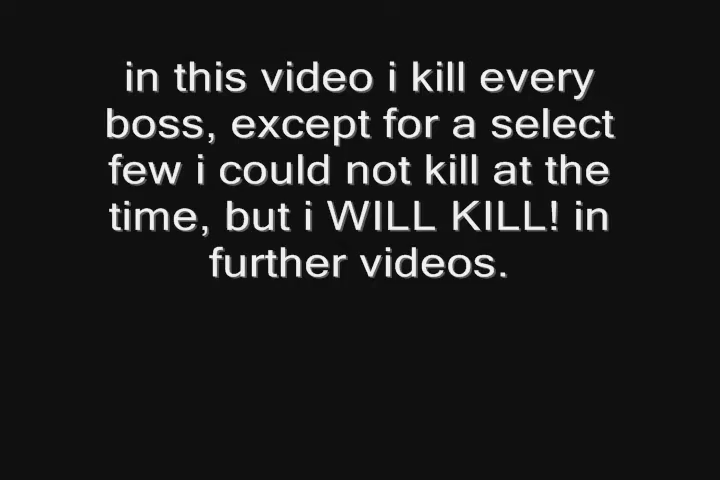 in this video i kill every
boss, except for a select
few i could not kill at the
time, but i WILL KILL! in
further videos.